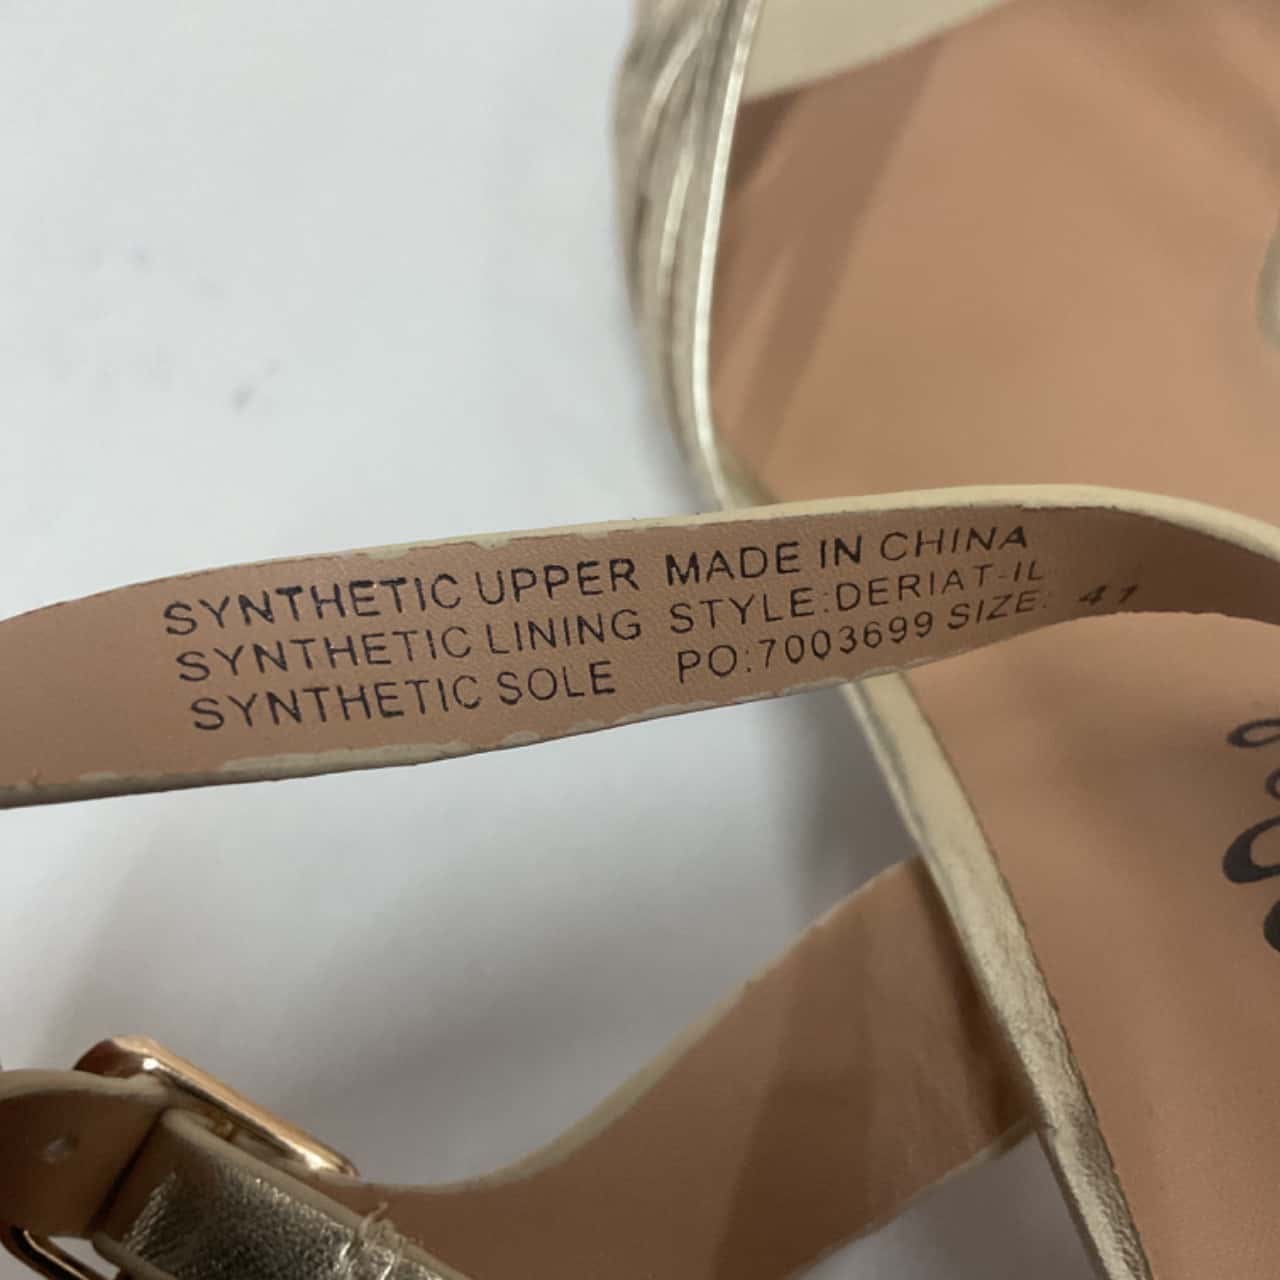 SYNTHETIC UPPER MADE IN CHINA
SYNTHETIC LINING STYLE:DERIAT-IL
SYNTHETIC SOLE PO:7003699 SIZE: 41